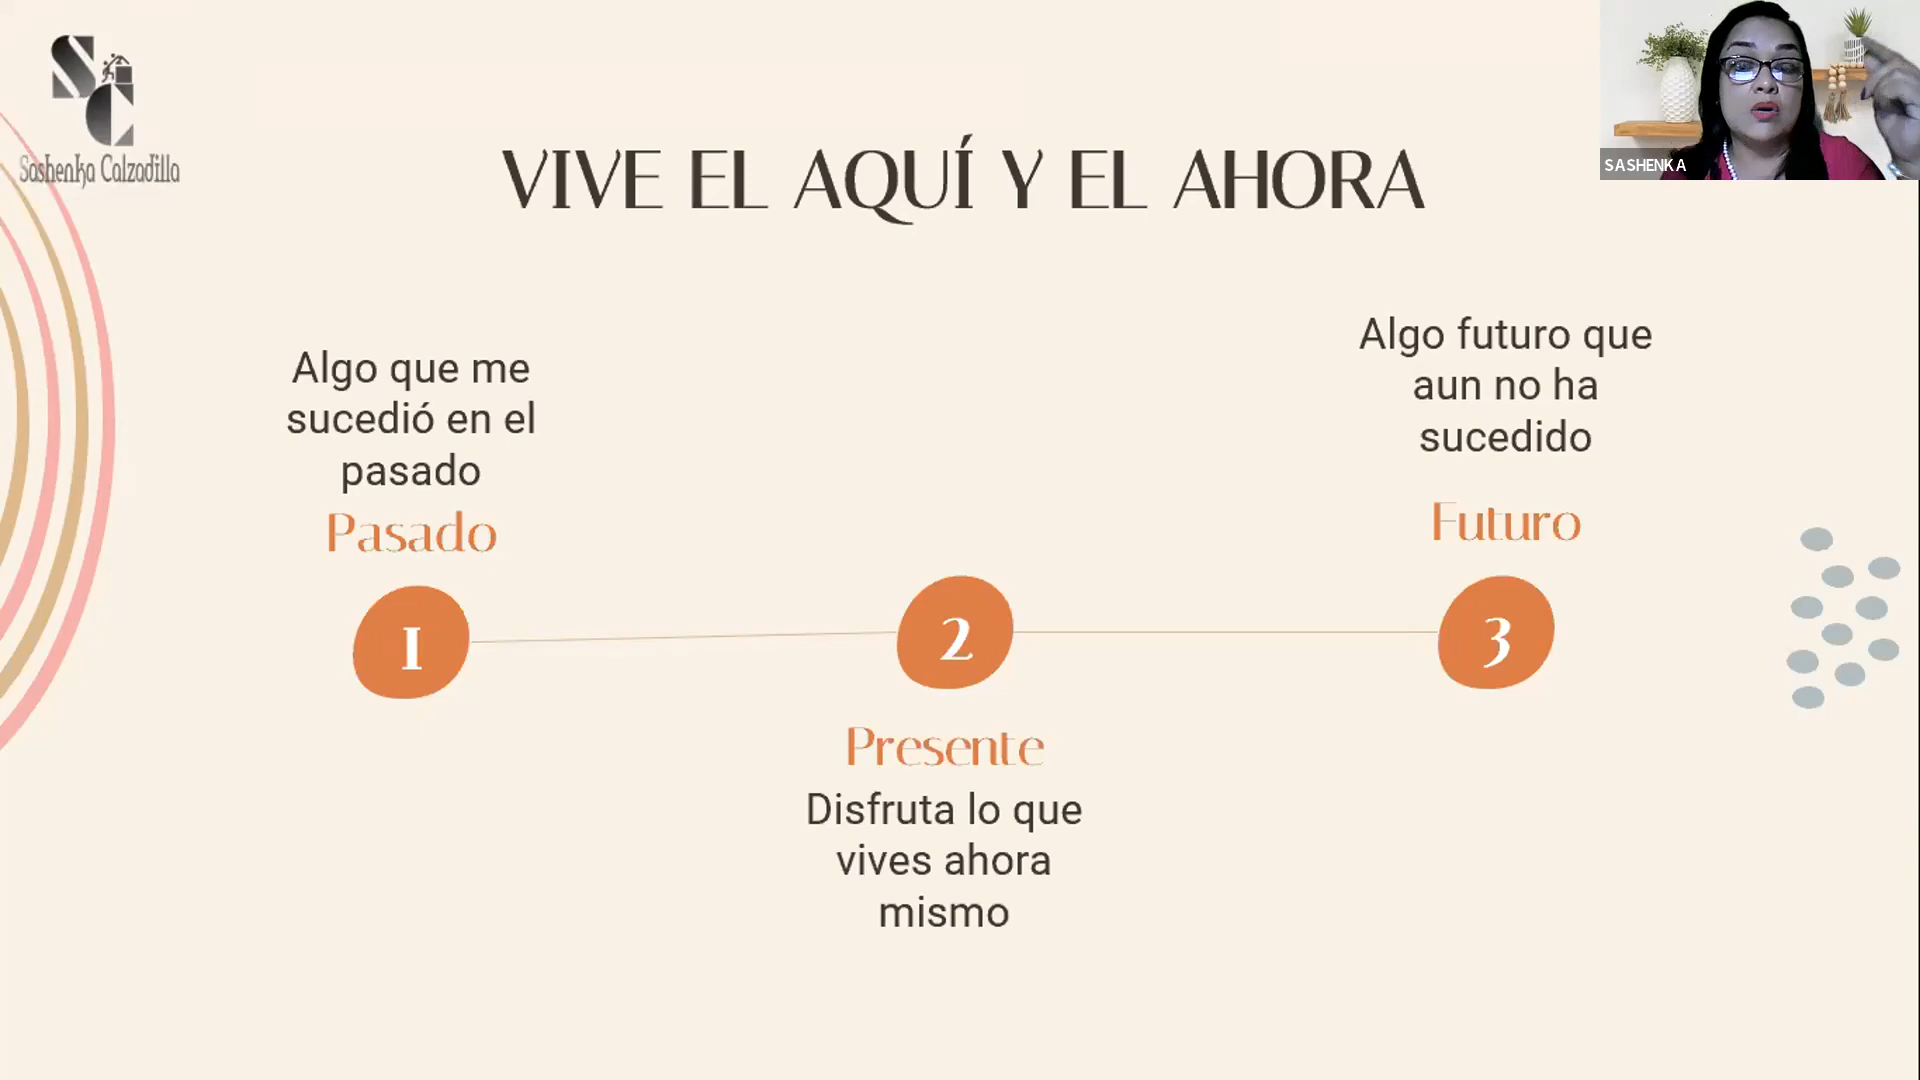 SC
Sashenka Calzadilla
SASHENKA
VIVE EL AQUÍ Y EL AHORA
Algo que me
sucedió en el
pasado
Pasado
1
2
Presente
Disfruta lo que
vives ahora
mismo
Algo futuro que
aun no ha
sucedido
Futuro
3